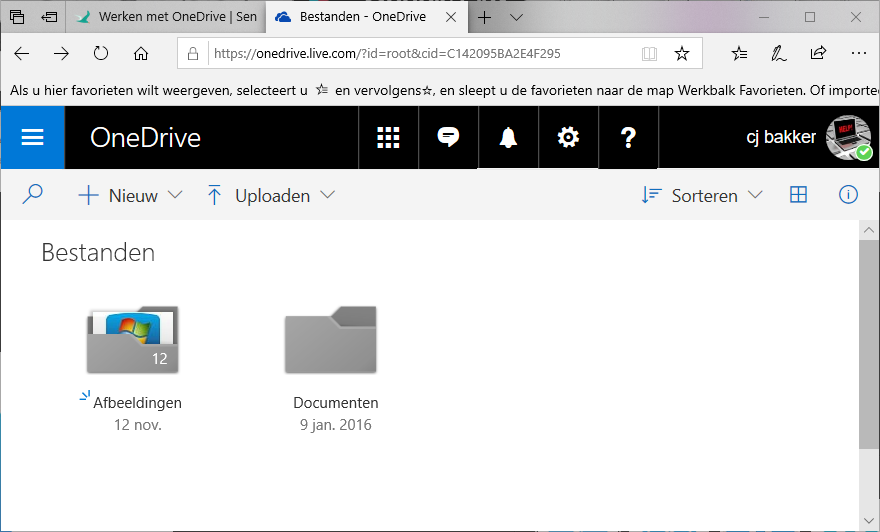 Werken met OneDrive | Sen
Bestanden - OneDrive
https://onedrive.live.com/?id=root&cid=C142095BA2E4F295
Als u hier favorieten wilt weergeven, selecteert u en vervolgens☆, en sleept u de favorieten naar de map Werkbalk Favorieten. Of importee
OneDrive
?
cj bakker
HELP!
Nieuw
Uploaden
Sorteren
Bestanden
12
Afbeeldingen
Documenten
12 nov.
9 jan. 2016